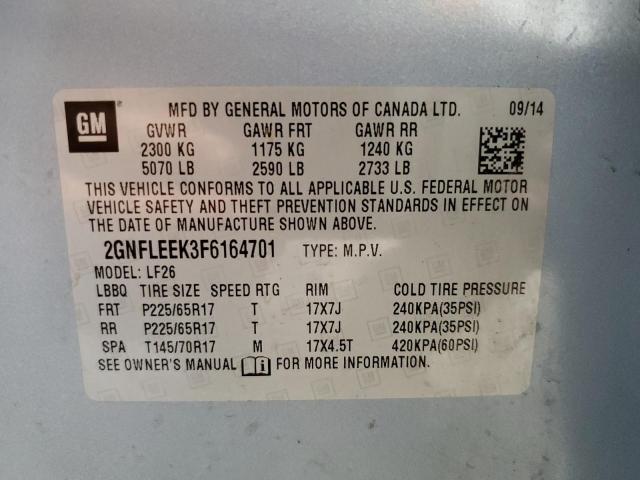 GM
MFD BY GENERAL MOTORS OF CANADA LTD. 09/14
GVWR GAWR FRT GAWR RR
2300 KG 1175 KG 1240 KG
5070 LB 2590 LB 2733 LB
THIS VEHICLE CONFORMS TO ALL APPLICABLE U.S. FEDERAL MOTOR
VEHICLE SAFETY AND THEFT PREVENTION STANDARDS IN EFFECT ON
THE DATE OF MANUFACTURE SHOWN ABOVE.
2GNFLEEK3F6164701 TYPE: M.P.V.
MODEL: LF26
LBBQ TIRE SIZE SPEED RTG RIM COLD TIRE PRESSURE
FRT P225/65R17 T 17X7J 240KPA(35PSI)
RR P225/65R17 T 17X7J 240KPA(35PSI)
SPA T145/70R17 M 17X4.5T 420KPA(60PSI)
SEE OWNER'S MANUAL FOR MORE INFORMATION.